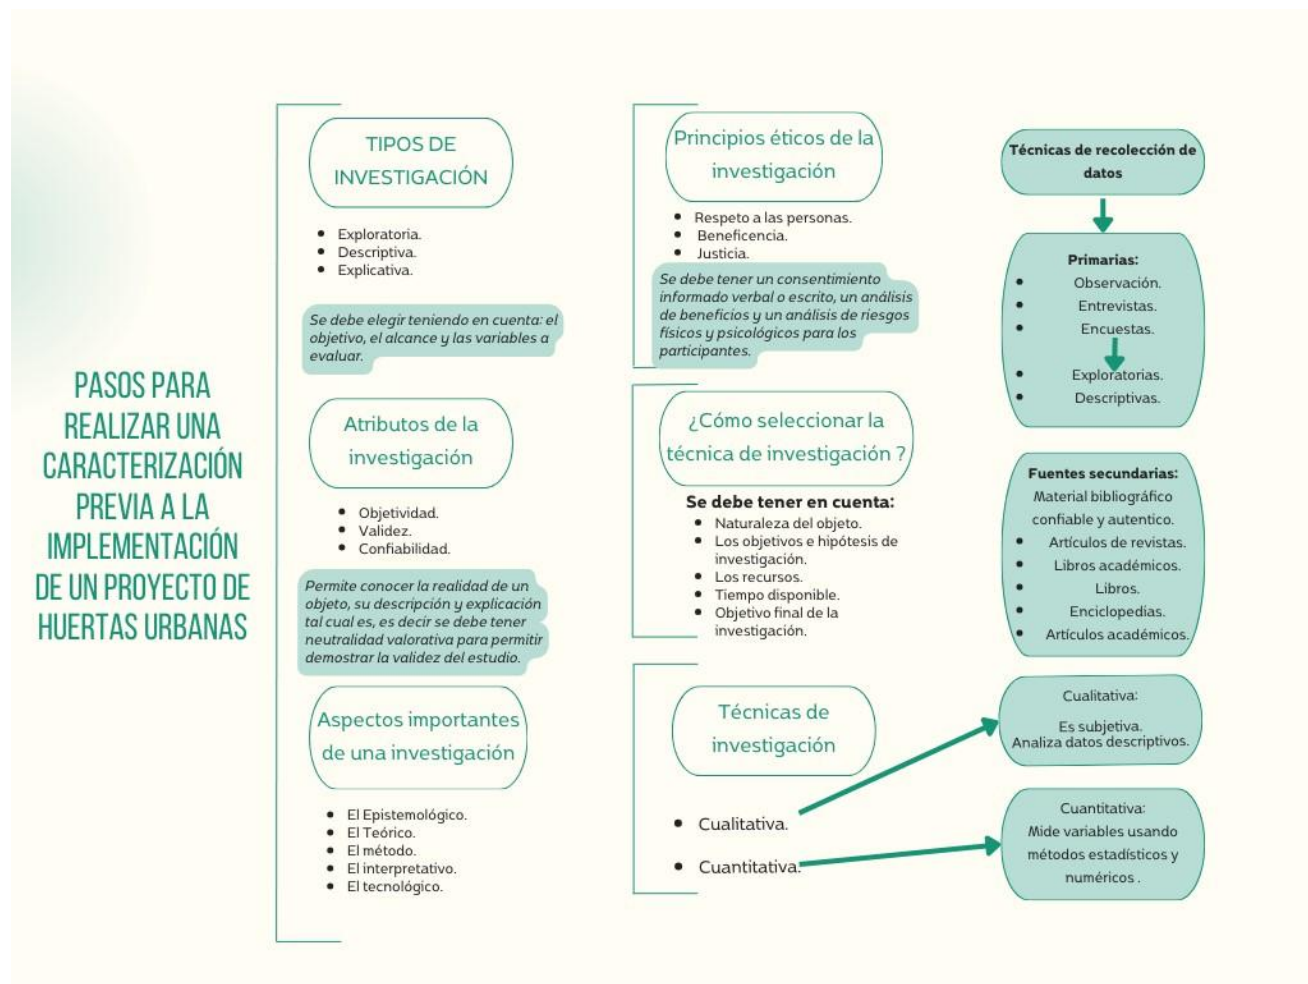 PASOS PARA
REALIZAR UNA
CARACTERIZACIÓN
PREVIA A LA
IMPLEMENTACIÓN
DE UN PROYECTO DE
HUERTAS URBANAS
TIPOS DE
INVESTIGACIÓN
Exploratoria.
Descriptiva.
Explicativa.
Se debe elegir teniendo en cuenta: el
objetivo, el alcance y las variables a
evaluar.
Atributos de la
investigación
Objetividad.
Validez.
Confiabilidad.
Permite conocer la realidad de un
objeto, su descripción y explicación
tal cual es, es decir se debe tener
neutralidad valorativa para permitir
demostrar la validez del estudio.
Aspectos importantes
de una investigación
El Epistemológico.
El Teórico.
El método.
El interpretativo.
El tecnológico.
Principios éticos de la
investigación
Respeto a las personas.
Beneficencia.
Justicia.
Se debe tener un consentimiento
informado verbal o escrito, un análisis
de beneficios y un análisis de riesgos
físicos y psicológicos para los
participantes.
¿Cómo seleccionar la
técnica de investigación ?
Se debe tener en cuenta:
Naturaleza del objeto.
Los objetivos e hipótesis de
investigación.
Los recursos.
Tiempo disponible.
Objetivo final de la
investigación.
Técnicas de
investigación
Cualitativa.
Cuantitativa.
Técnicas de recolección de
datos
Primarias:
Observación.
Entrevistas.
Encuestas.
Exploratorias.
Descriptivas.
Fuentes secundarias:
Material bibliográfico
confiable y autentico.
Artículos de revistas.
Libros académicos.
Libros.
Enciclopedias.
Artículos académicos.
Cualitativa:
Es subjetiva.
Analiza datos descriptivos.
Cuantitativa:
Mide variables usando
métodos estadísticos y
numéricos .